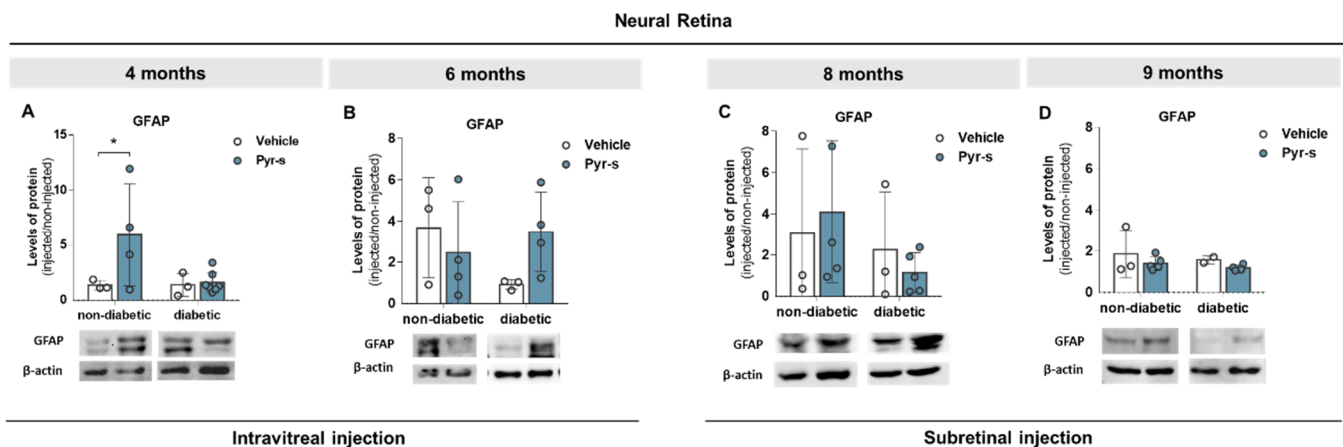 Neural Retina
4 months
6 months
8 months
9 months
A
GFAP
Levels of protein
(injected/non-injected)
15
10
5
0
*
Vehicle
Pyr-s
non-diabetic
diabetic
GFAP
β-actin
B
GFAP
Levels of protein
(injected/non-injected)
8
6
4
2
0
non-diabetic
diabetic
GFAP
β-actin
C
GFAP
Levels of protein
(injected/non-injected)
8
6
4
2
0
Vehicle
Pyr-s
non-diabetic
diabetic
GFAP
β-actin
D
GFAP
Levels of protein
(injected/non-injected)
8
6
4
2
0
Vehicle
Pyr-s
non-diabetic
diabetic
GFAP
β-actin
Intravitreal injection
Subretinal injection